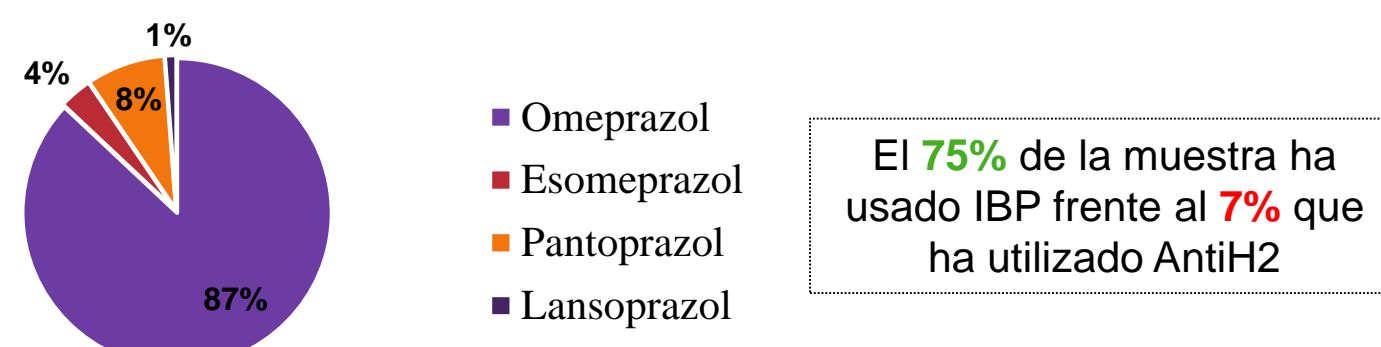 1%
4%
8%
87%
Omeprazol
Esomeprazol
Pantoprazol
Lansoprazol
El 75% de la muestra ha
usado IBP frente al 7% que
ha utilizado AntiH2